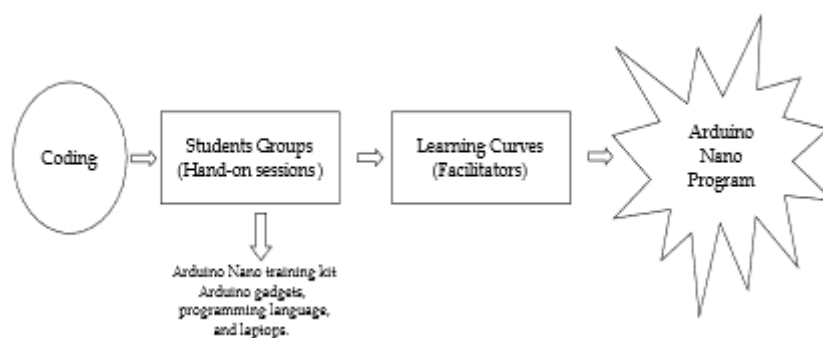 Coding
Students Groups
(Hand-on sessions)
Learning Curves
(Facilitators)
Arduino
Nano
Program
Arduino Nano training kit
Arduino gadgets,
programming language,
and laptops.